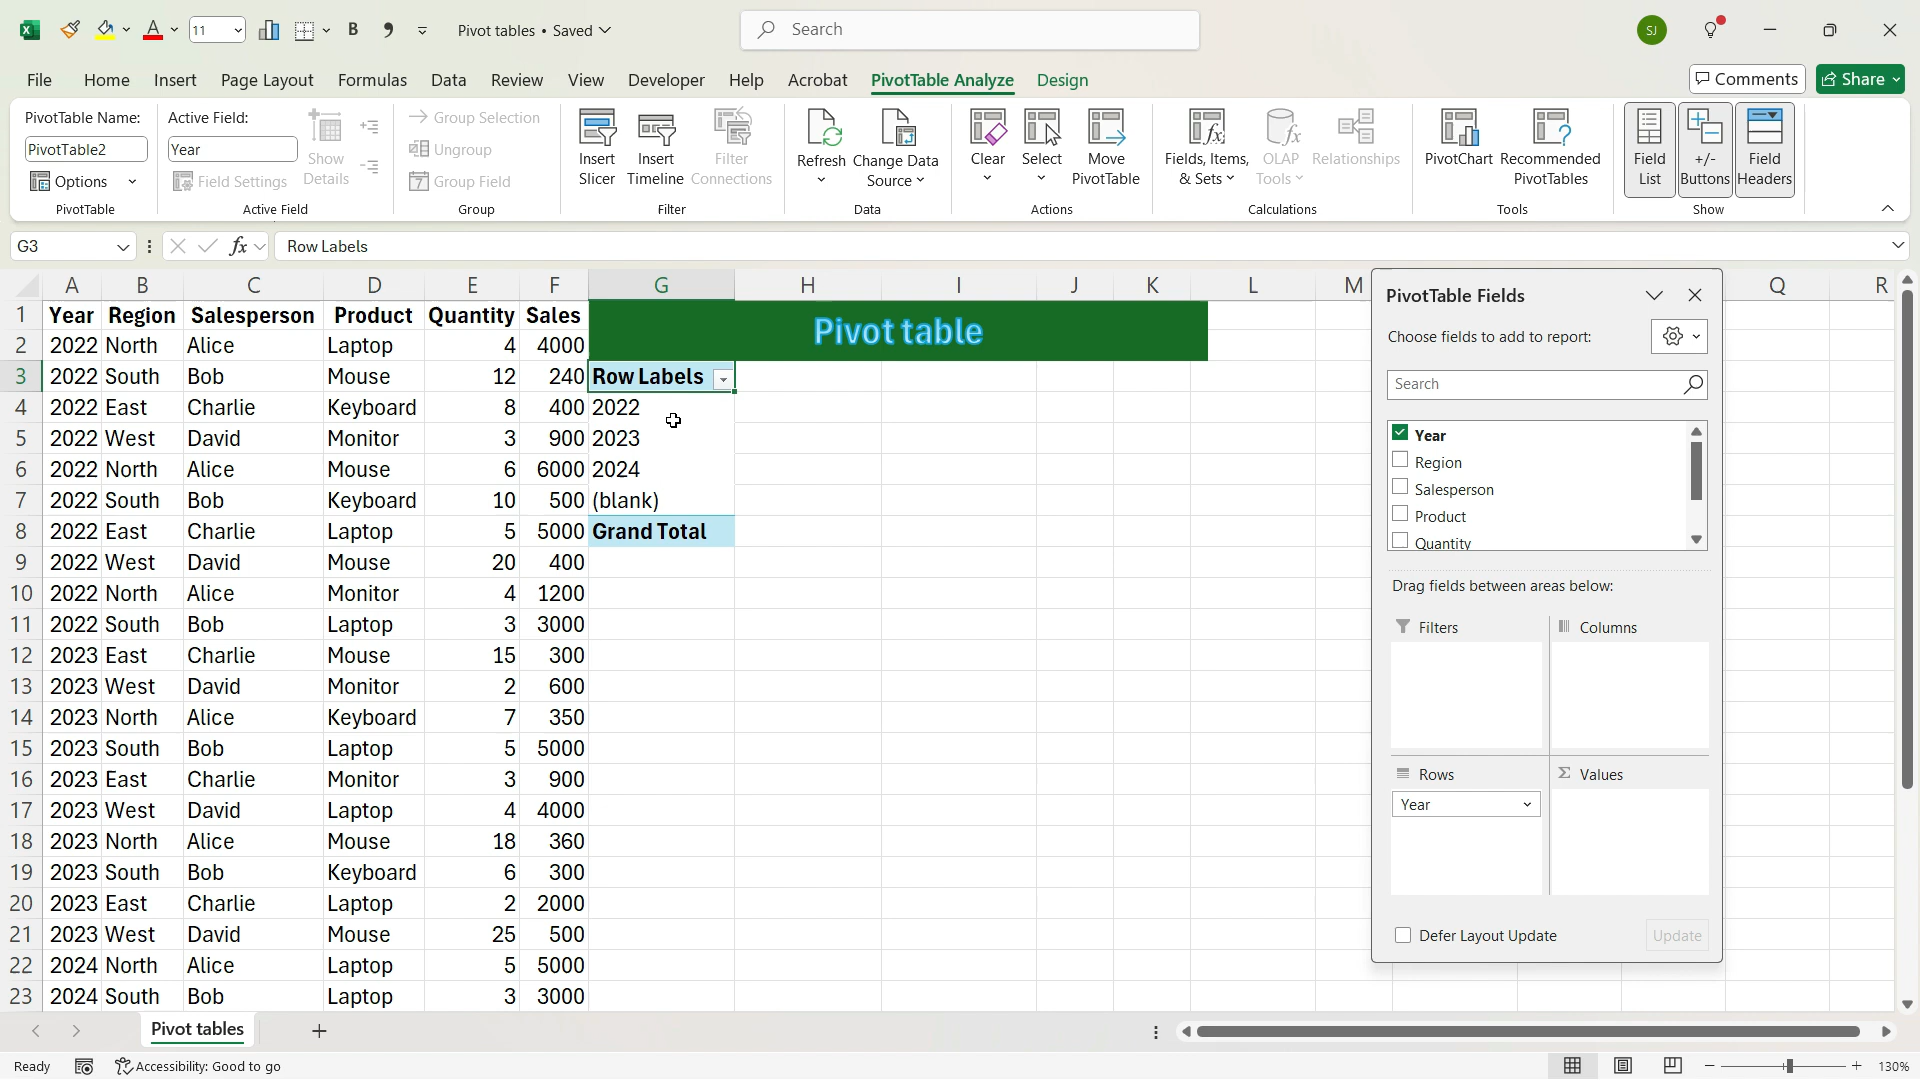 11
B
Pivot tables • Saved
Search
SJ
File Home Insert Page Layout Formulas Data Review View Developer Help Acrobat PivotTable Analyze Design
Comments Share
PivotTable Name:
PivotTable2
Options
PivotTable
Active Field:
Year
Field Settings
Show Details
Active Field
Group Selection
Ungroup
Group Field
Group
Insert Slicer
Insert Timeline
Filter Connections
Filter
Refresh
Change Data Source
Data
Clear
Select
Move PivotTable
Actions
Fields, Items, & Sets
OLAP Tools
Relationships
Calculations
PivotChart
Recommended PivotTables
Tools
Field List
+/- Buttons
Field Headers
Show
G3 fx Row Labels
A B C D E F G H I J K L M Q R
1 Year Region Salesperson Product Quantity Sales Pivot table
2 2022 North Alice Laptop 4 4000
3 2022 South Bob Mouse 12 240 Row Labels
4 2022 East Charlie Keyboard 8 400 2022
5 2022 West David Monitor 3 900 2023
6 2022 North Alice Mouse 6 6000 2024
7 2022 South Bob Keyboard 10 500 (blank)
8 2022 East Charlie Laptop 5 5000 Grand Total
9 2022 West David Mouse 20 400
10 2022 North Alice Monitor 4 1200
11 2022 South Bob Laptop 3 3000
12 2023 East Charlie Mouse 15 300
13 2023 West David Monitor 2 600
14 2023 North Alice Keyboard 7 350
15 2023 South Bob Laptop 5 5000
16 2023 East Charlie Monitor 3 900
17 2023 West David Laptop 4 4000
18 2023 North Alice Mouse 18 360
19 2023 South Bob Keyboard 6 300
20 2023 East Charlie Laptop 2 2000
21 2023 West David Mouse 25 500
22 2024 North Alice Laptop 5 5000
23 2024 South Bob Laptop 3 3000
PivotTable Fields
Choose fields to add to report:
Search
Year
Region
Salesperson
Product
Quantity
Drag fields between areas below:
Filters
Columns
Rows
Year
Values
Defer Layout Update
Update
Pivot tables
Ready
Accessibility: Good to go
130%